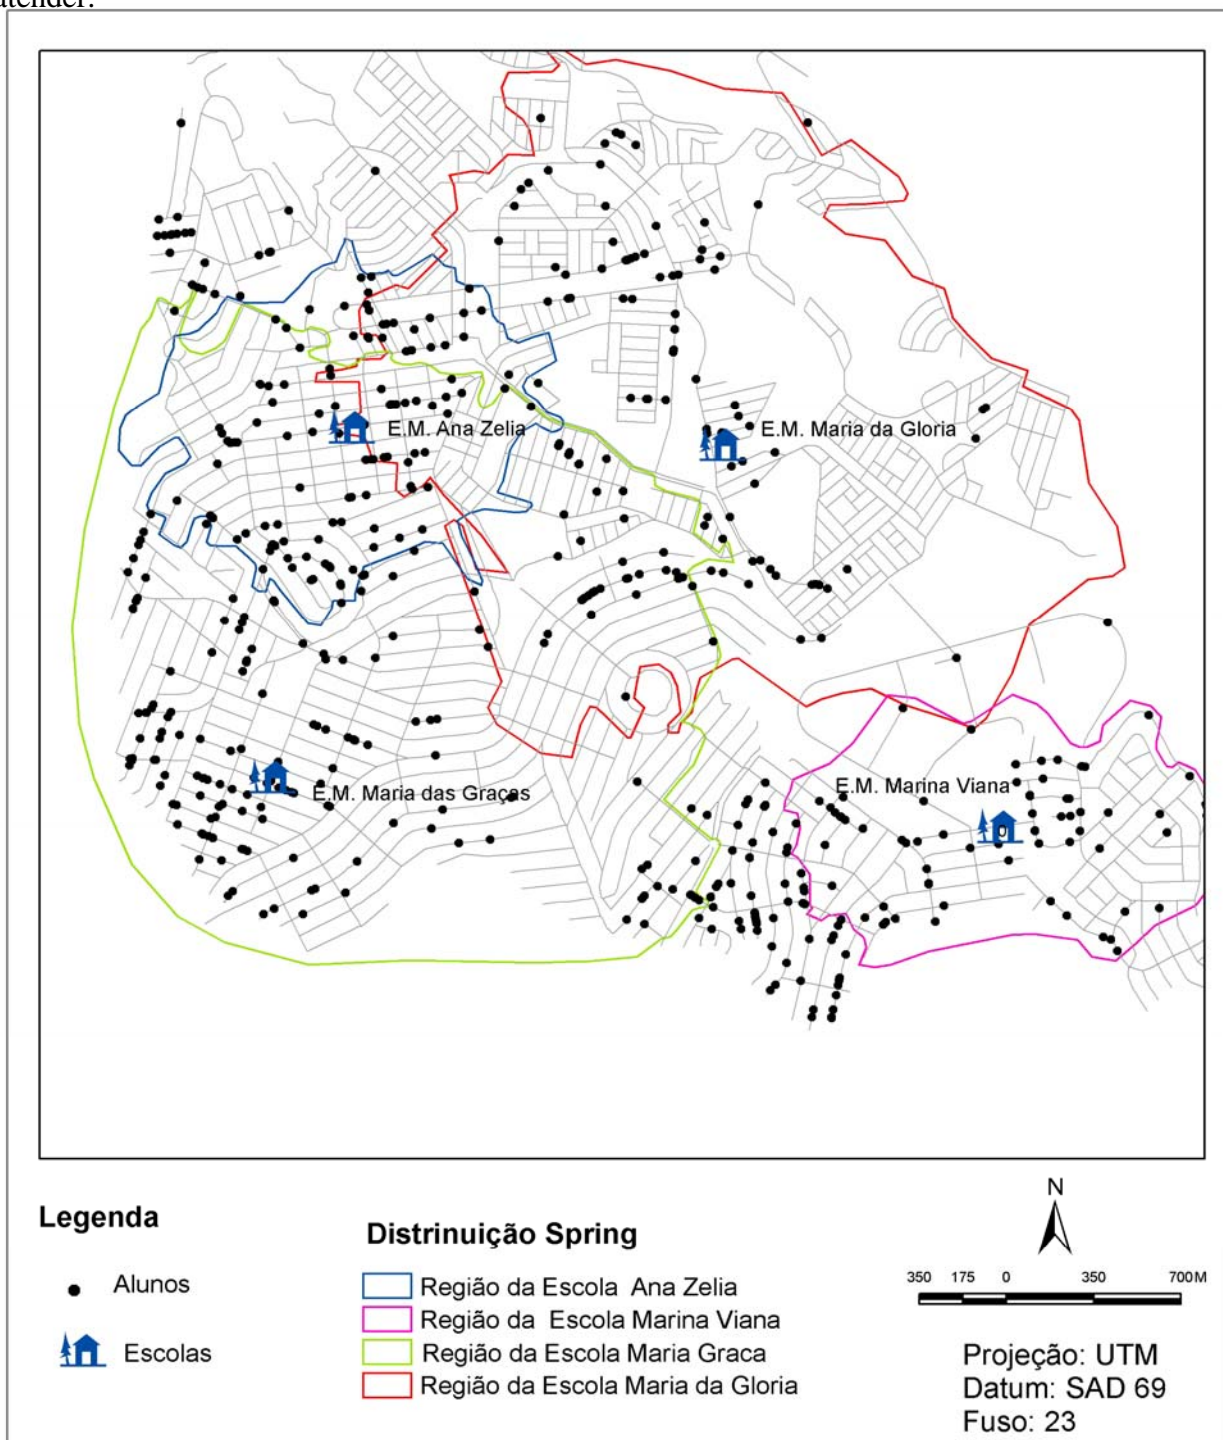 atender.
E.M. Ana Zelia
E.M. Maria da Gloria
E.M. Maria das Graças
E.M. Marina Viana
Legenda
Alunos
Escolas
Distrinuição Spring
Região da Escola Ana Zelia
Região da Escola Marina Viana
Região da Escola Maria Graca
Região da Escola Maria da Gloria
N
350 175 0 350 700M
Projeção: UTM
Datum: SAD 69
Fuso: 23